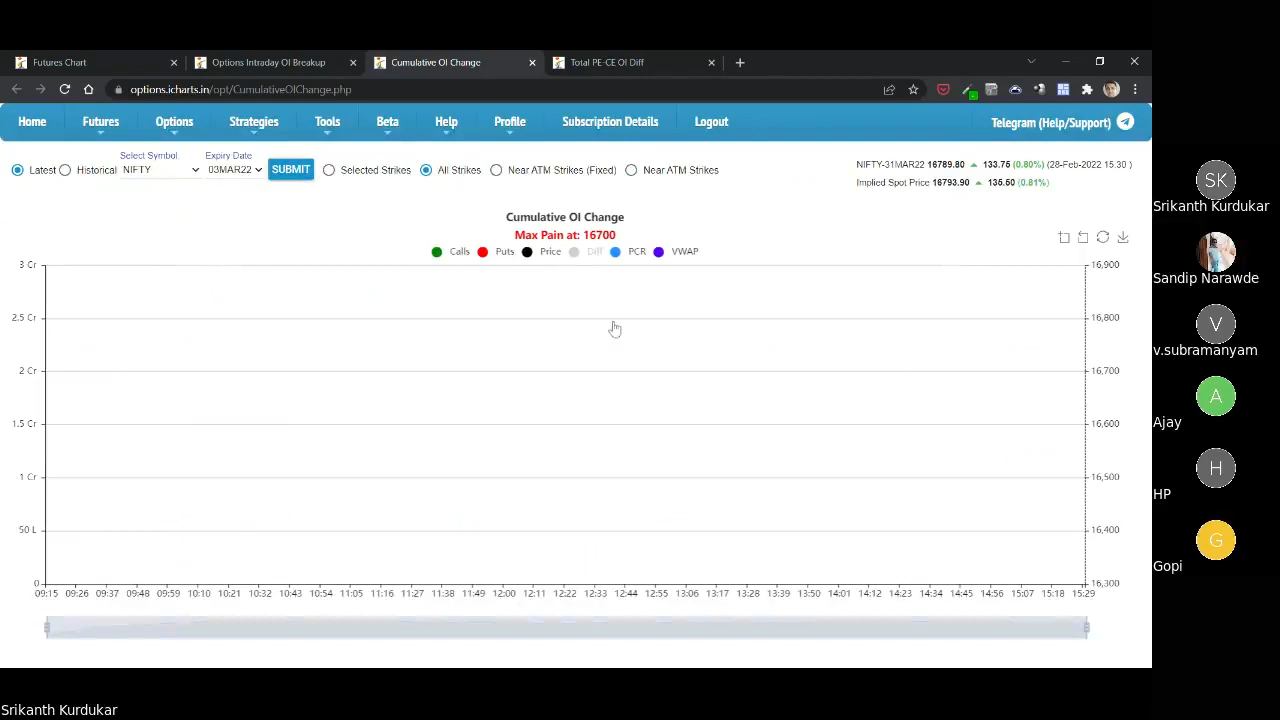 Futures Chart
Options Intraday OI Breakup
Cumulative OI Change
Total PE-CE OI Diff
options.icharts.in/opt/CumulativeOIChange.php
Home Futures Options Strategies Tools Beta Help Profile Subscription Details Logout Telegram (Help/Support)
Select Symbol Expiry Date
Latest Historical NIFTY 03MAR22 SUBMIT Selected Strikes All Strikes Near ATM Strikes (Fixed) Near ATM Strikes
NIFTY-31MAR22 16789.80 133.75 (0.80%) (28-Feb-2022 15.30 )
Implied Spot Price 16793.90 135.50 (0.81%)
Cumulative OI Change
Max Pain at: 16700
Calls Puts Price Diff PCR VWAP
3 Cr 16,900
2.5 Cr 16,800
2 Cr 16,700
1.5 Cr 16,600
1 Cr 16,500
50 L 16,400
0 16,300
09:15 09:26 09:37 09:48 09:59 10:10 10:21 10:32 10:43 10:54 11:05 11:16 11:27 11:38 11:49 12:00 12:11 12:22 12:33 12:44 12:55 13:06 13:17 13:28 13:39 13:50 14:01 14:12 14:23 14:34 14:45 14:56 15:07 15:18 15:29
SK
Srikanth Kurdukar
Sandip Narawde
V
v.subramanyam
A
Ajay
H
HP
G
Gopi
Srikanth Kurdukar